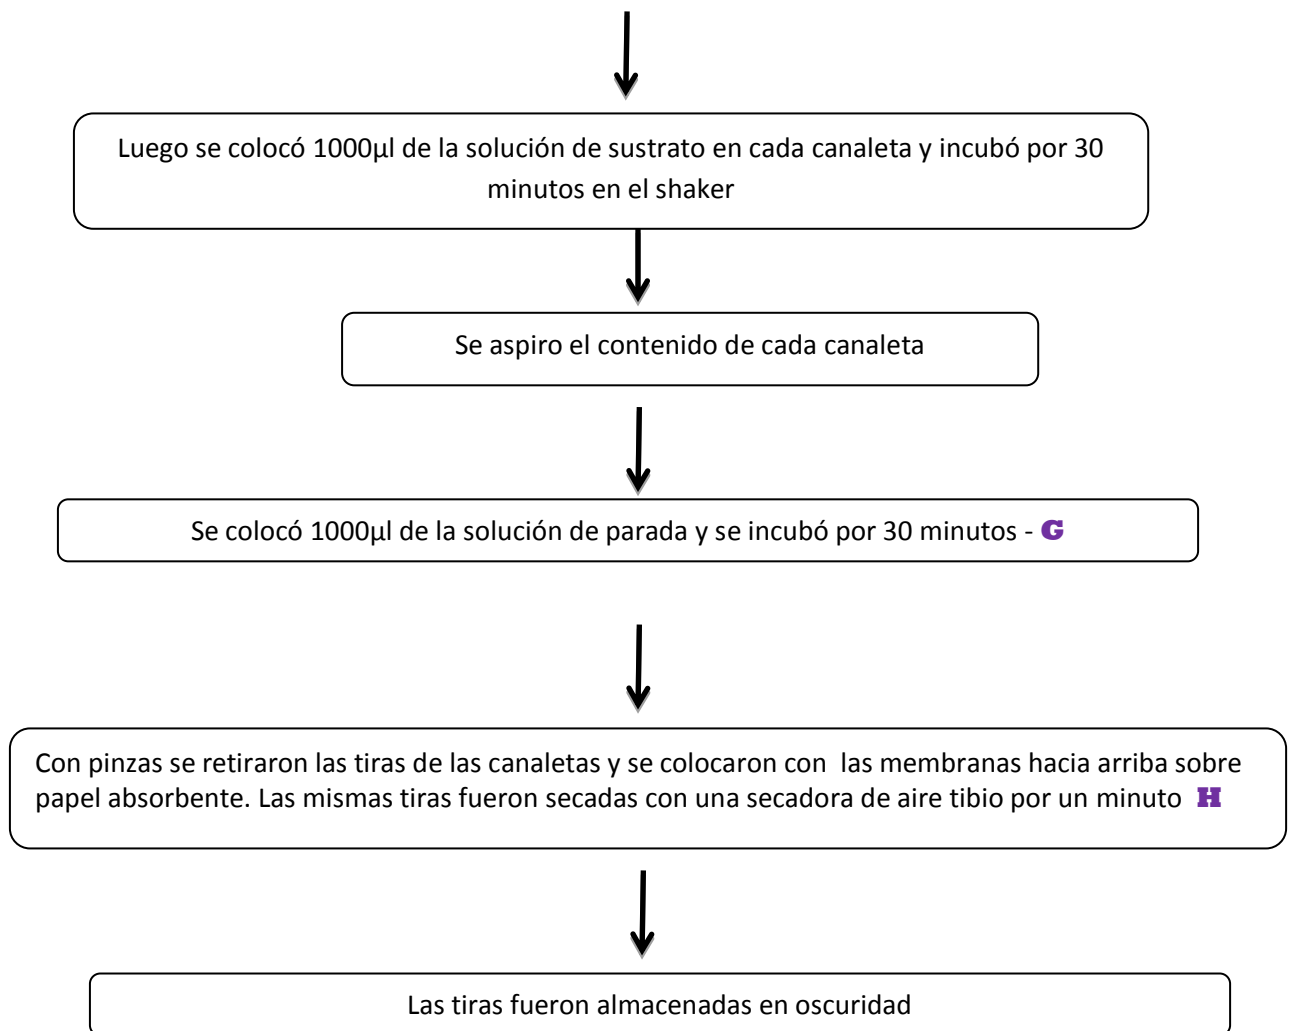 Luego se colocó 1000µl de la solución de sustrato en cada canaleta y incubó por 30
minutos en el shaker
Se aspiro el contenido de cada canaleta
Se colocó 1000µl de la solución de parada y se incubó por 30 minutos - G
Con pinzas se retiraron las tiras de las canaletas y se colocaron con las membranas hacia arriba sobre
papel absorbente. Las mismas tiras fueron secadas con una secadora de aire tibio por un minuto H
Las tiras fueron almacenadas en oscuridad